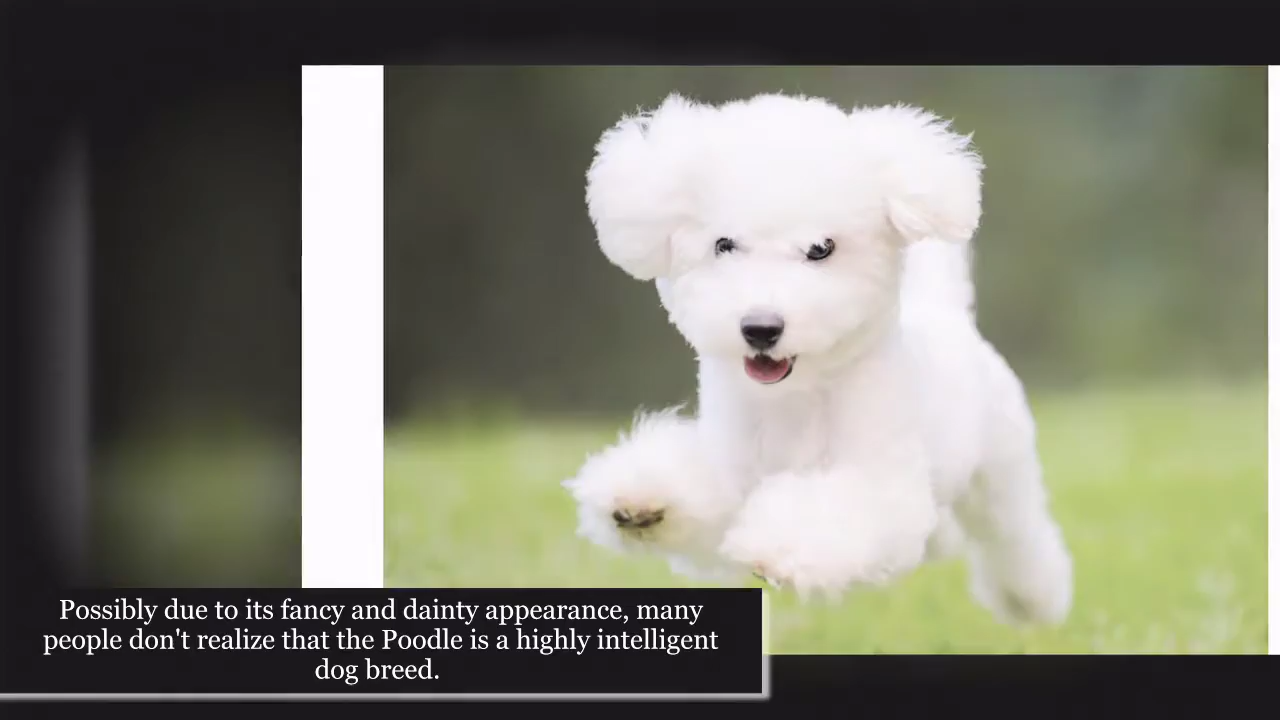 Possibly due to its fancy and dainty appearance, many
people don't realize that the Poodle is a highly intelligent
dog breed.